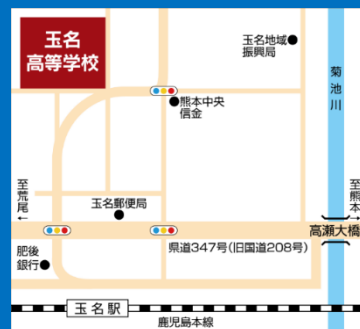 玉名
高等学校
玉名地域
振興局
菊池川
熊本中央
信金
至荒尾
至熊本
玉名郵便局
高瀬大橋
県道347号(旧国道208号)
肥後
銀行
玉名駅
鹿児島本線